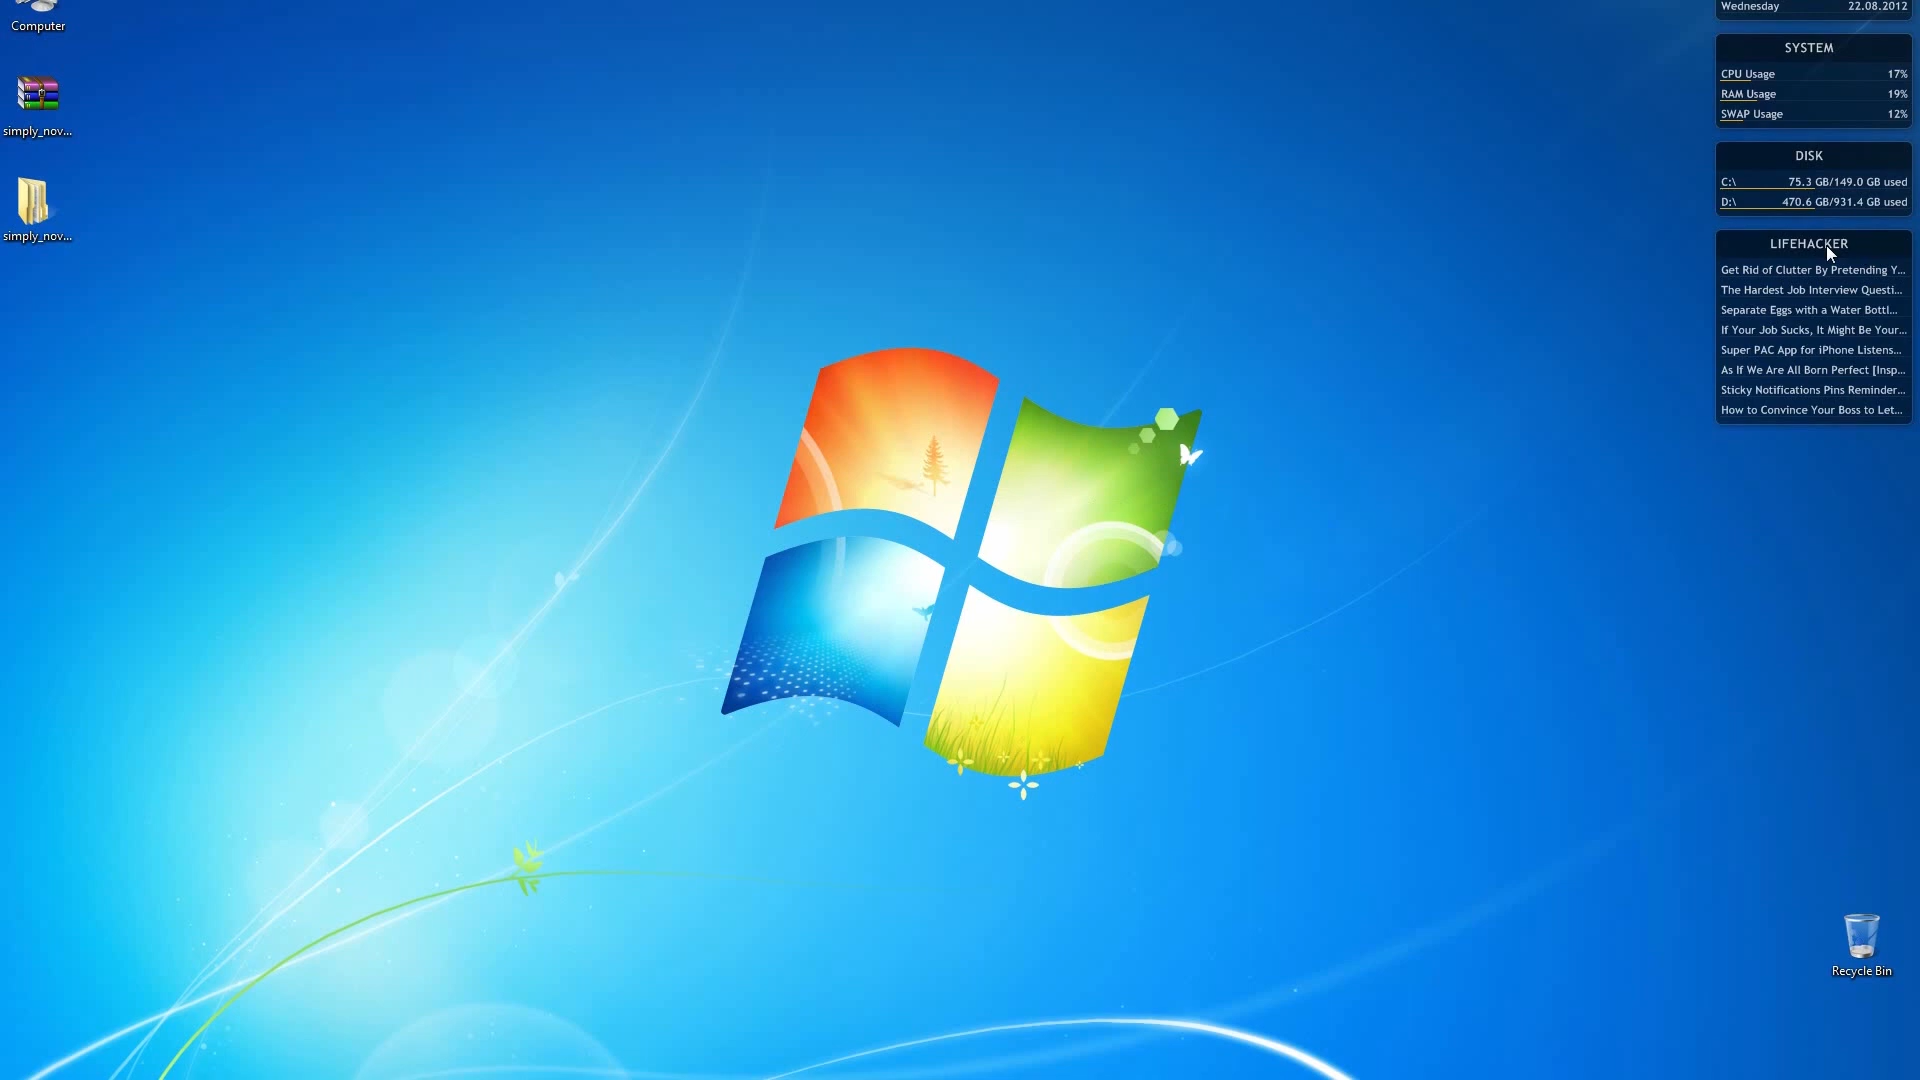 Computer
simply_nov...
simply_nov...
Wednesday 22.08.2012
SYSTEM
CPU Usage 17%
RAM Usage 19%
SWAP Usage 12%
DISK
C:\ 75.3 GB/149.0 GB used
D:\ 470.6 GB/931.4 GB used
LIFEHACKER
Get Rid of Clutter By Pretending Y...
The Hardest Job Interview Questi...
Separate Eggs with a Water Bottl...
If Your Job Sucks, It Might Be Your...
Super PAC App for iPhone Listens...
As If We Are All Born Perfect [Insp...
Sticky Notifications Pins Reminder...
How to Convince Your Boss to Let...
Recycle Bin